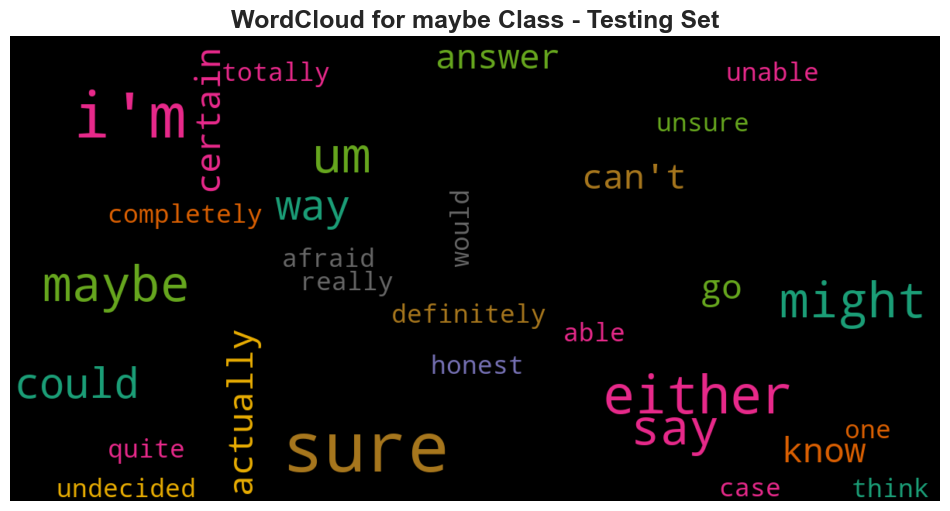 WordCloud for maybe Class - Testing Set
answer
totally
unable
certain
i'm
unsure
um
can't
way
completely
would
afraid
really
maybe
go
might
definitely
able
honest
could
actually
either
say
sure
one
quite
know
undecided
case
think